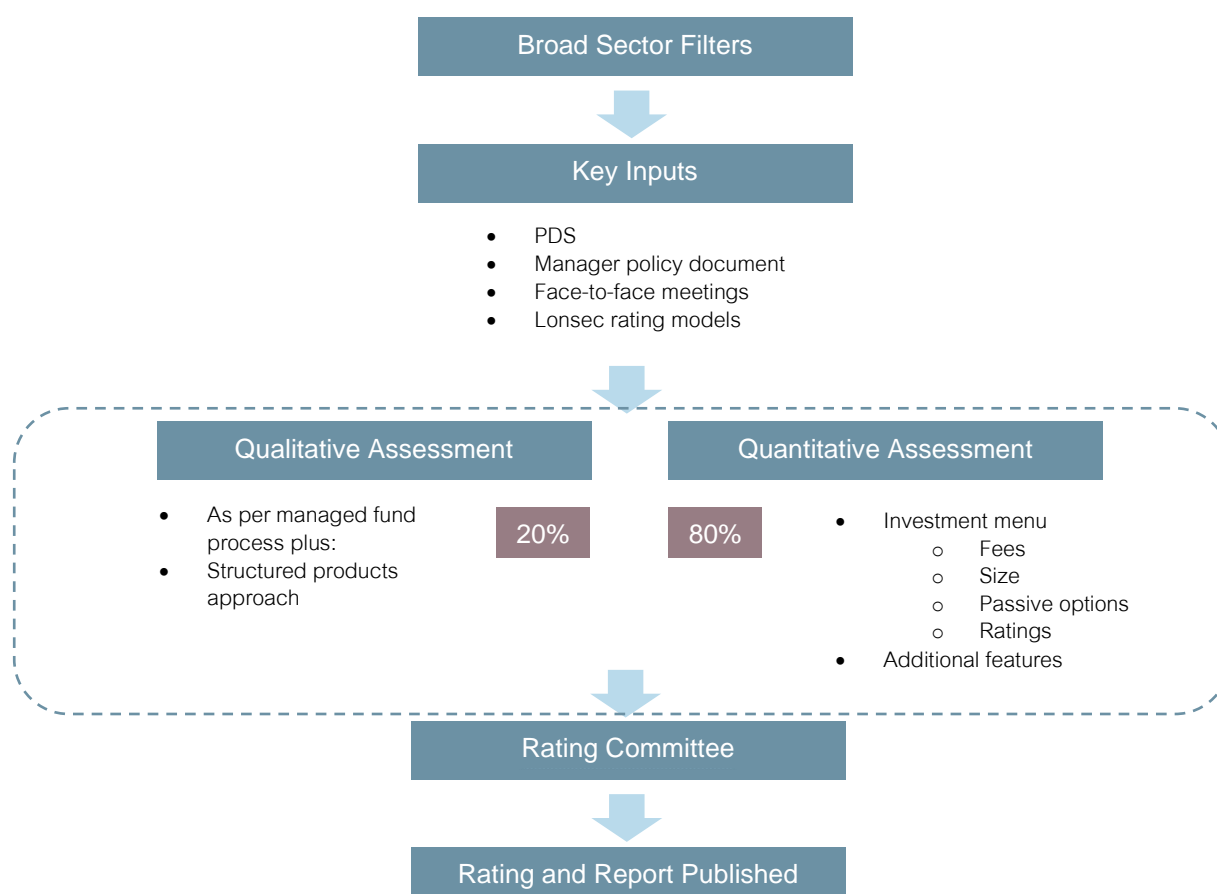 Broad Sector Filters
Key Inputs
• PDS
• Manager policy document
• Face-to-face meetings
• Lonsec rating models
Qualitative Assessment
• As per managed fund
process plus:
• Structured products
approach
20%
Quantitative Assessment
80%
• Investment menu
o Fees
o Size
o Passive options
o Ratings
• Additional features
Rating Committee
Rating and Report Published